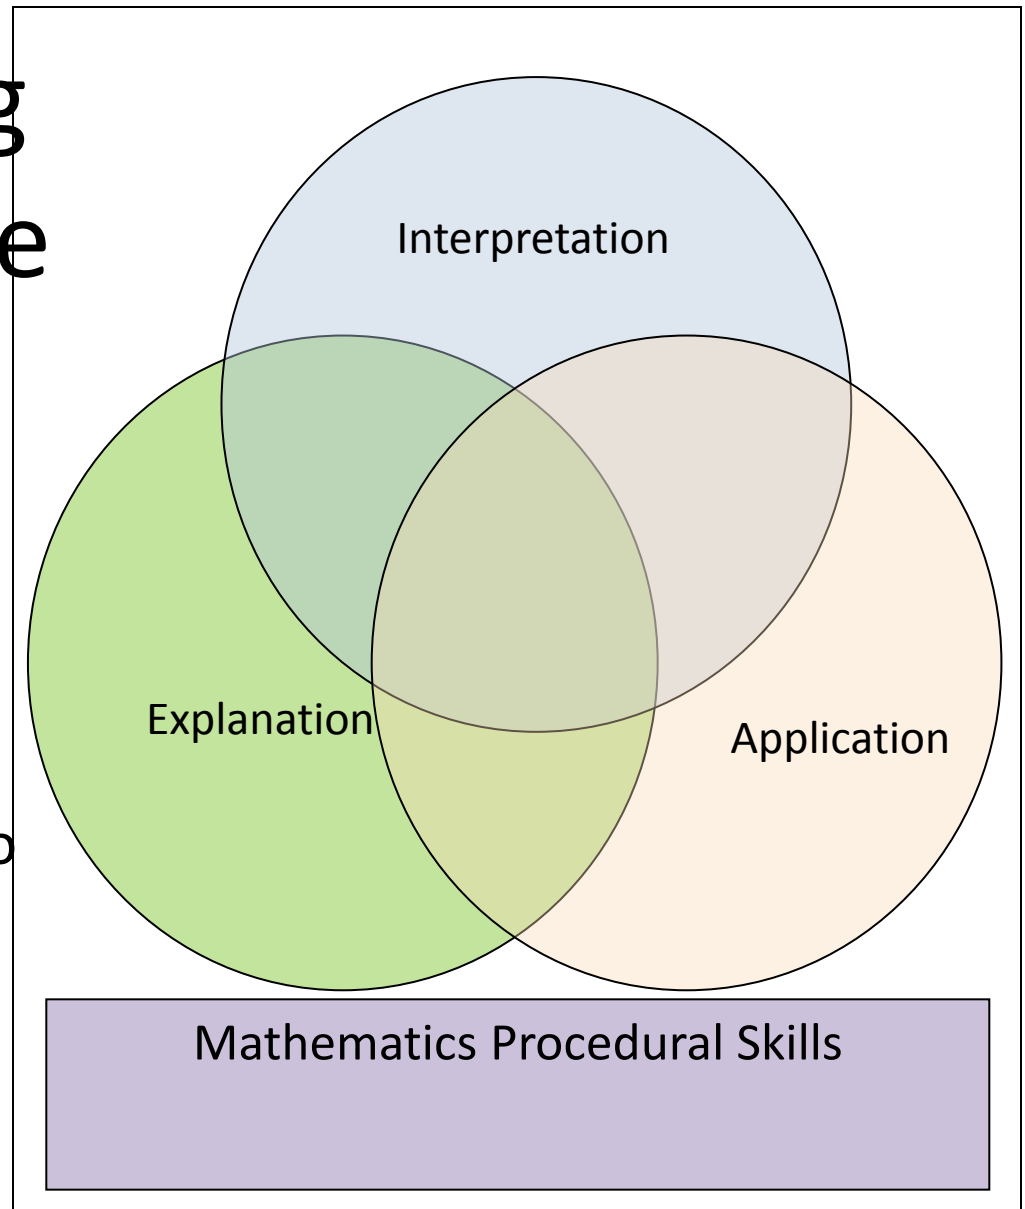 g
e
Interpretation
Explanation
Application
p
Mathematics Procedural Skills